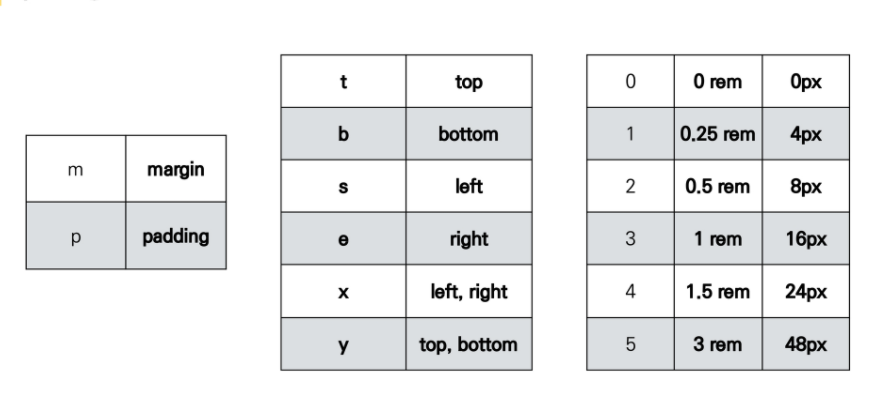 m margin
p padding
t top
b bottom
s left
e right
x left, right
y top, bottom
0 0 rem 0px
1 0.25 rem 4px
2 0.5 rem 8px
3 1 rem 16px
4 1.5 rem 24px
5 3 rem 48px